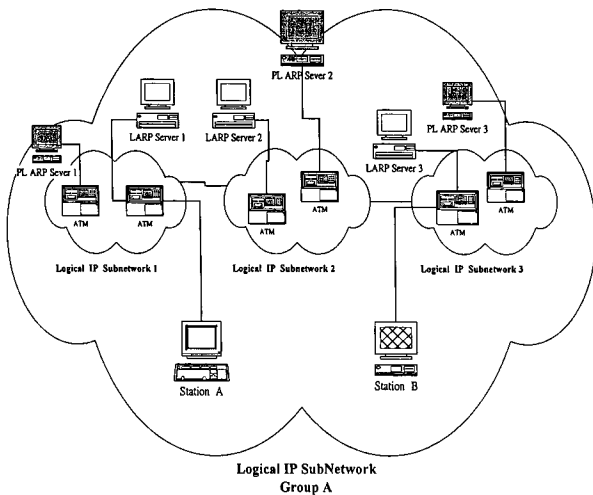 PL ARP Sever 2
LARP Server 1
LARP Server 2
PL ARP Sever 3
PL ARP Sever 1
LARP Server 3
ATM
ATM
ATM
ATM
ATM
ATM
Logical IP Subnetwork 1
Logical IP Subnetwork 2
Logical IP Subnetwork 3
Station A
Station B
Logical IP SubNetwork
Group A